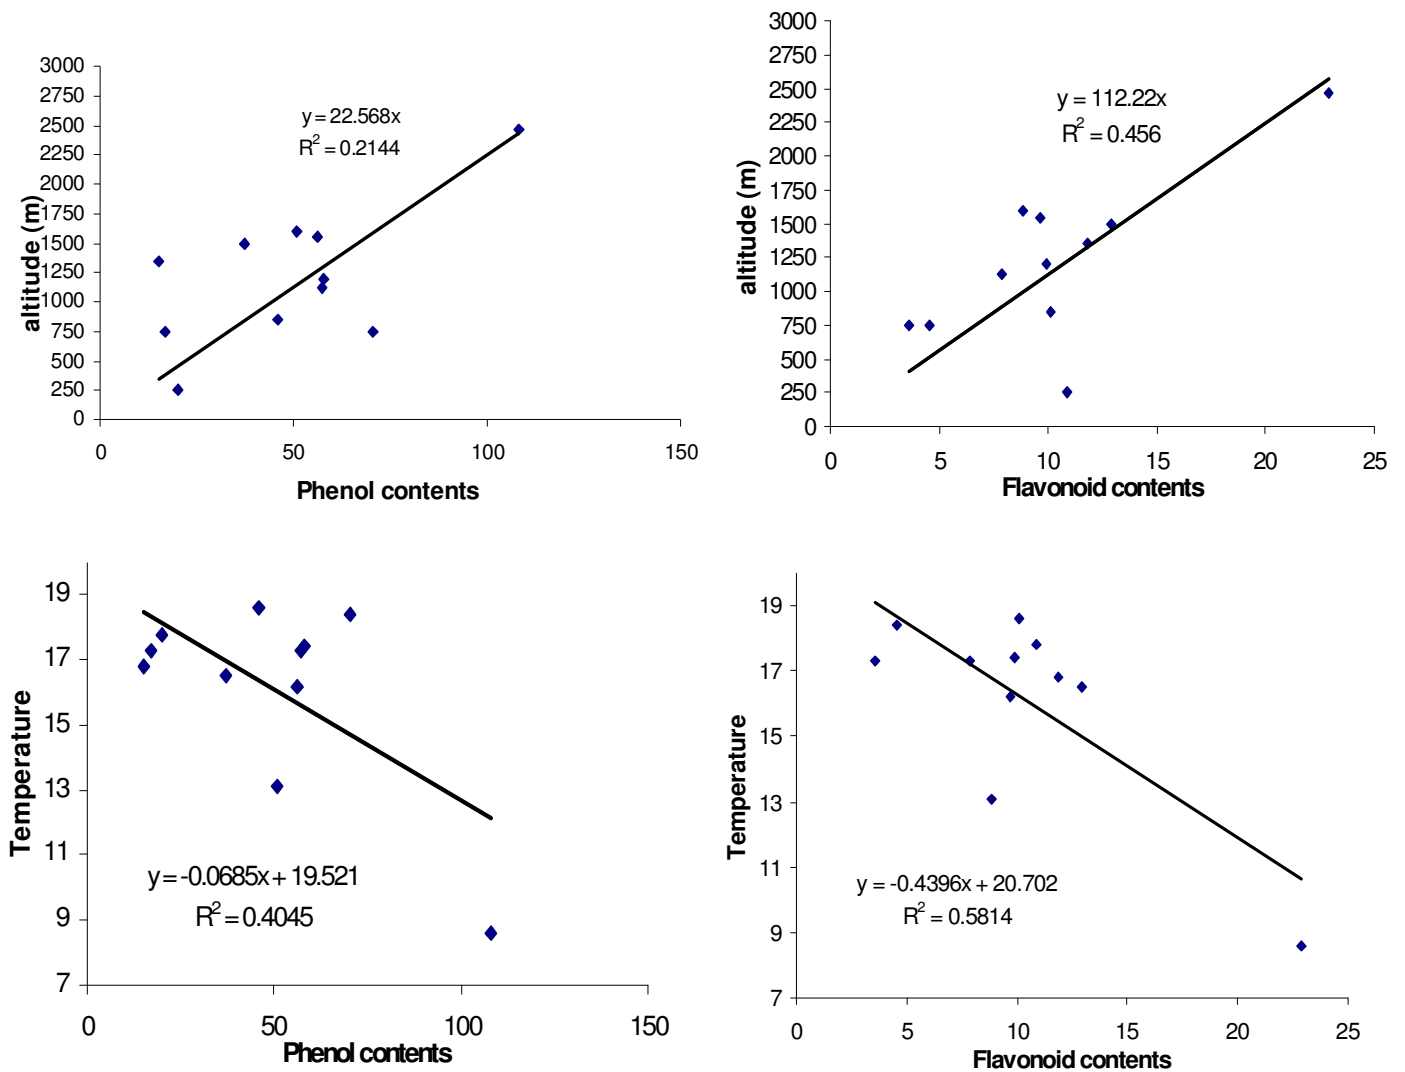 3000
2750
2500
2250
2000
1750
1500
1250
1000
750
500
250
0
altitude (m)
y = 22.568x
R² = 0.2144
0 50 100 150
Phenol contents
3000
2750
2500
2250
2000
1750
1500
1250
1000
750
500
250
0
altitude (m)
y = 112.22x
R² = 0.456
0 5 10 15 20 25
Flavonoid contents
19
17
15
13
11
9
7
Temperature
y = -0.0685x + 19.521
R² = 0.4045
0 50 100 150
Phenol contents
19
17
15
13
11
9
7
Temperature
y = -0.4396x + 20.702
R² = 0.5814
0 5 10 15 20 25
Flavonoid contents